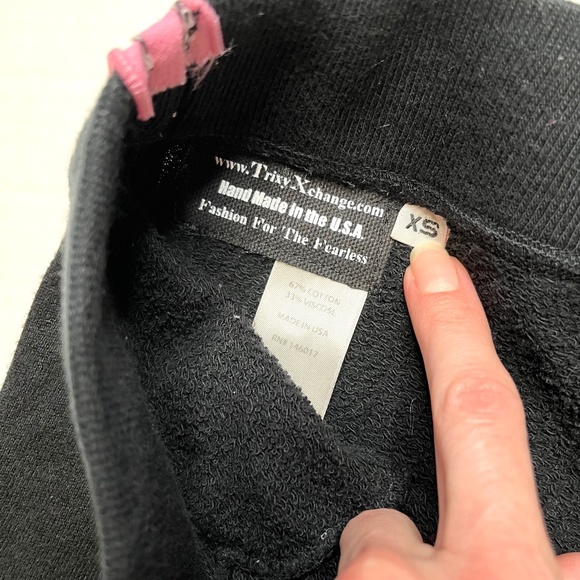 www.TrixyXchange.com
Hand Made in the U.S.A.
Fashion For The Fearless
XS
67% COTTON
33% VISCOSE
MADE IN USA
RN# 146017